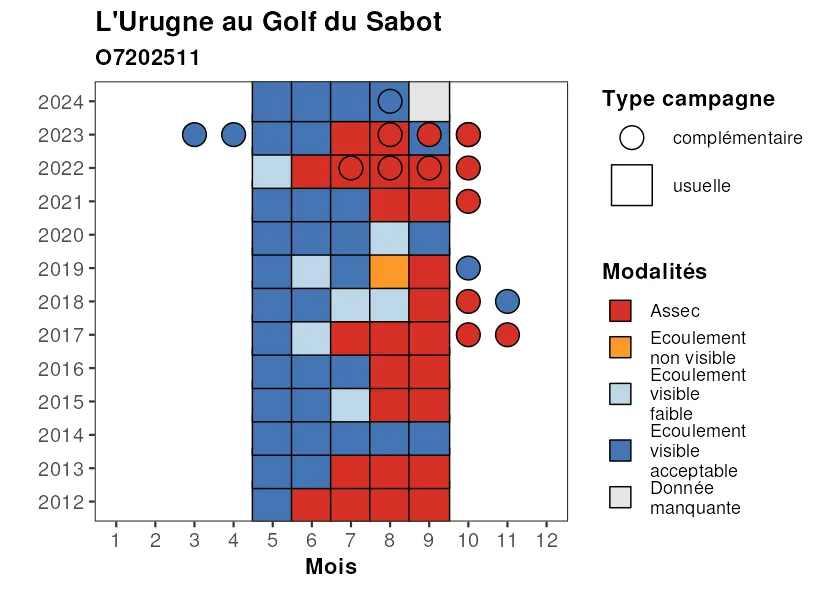 L'Urugne au Golf du Sabot
O7202511
2024
2023
2022
2021
2020
2019
2018
2017
2016
2015
2014
2013
2012
1 2 3 4 5 6 7 8 9 10 11 12
Mois
Type campagne
complémentaire
usuelle
Modalités
Assec
Ecoulement
non visible
Ecoulement
visible
faible
Ecoulement
visible
acceptable
Donnée
manquante